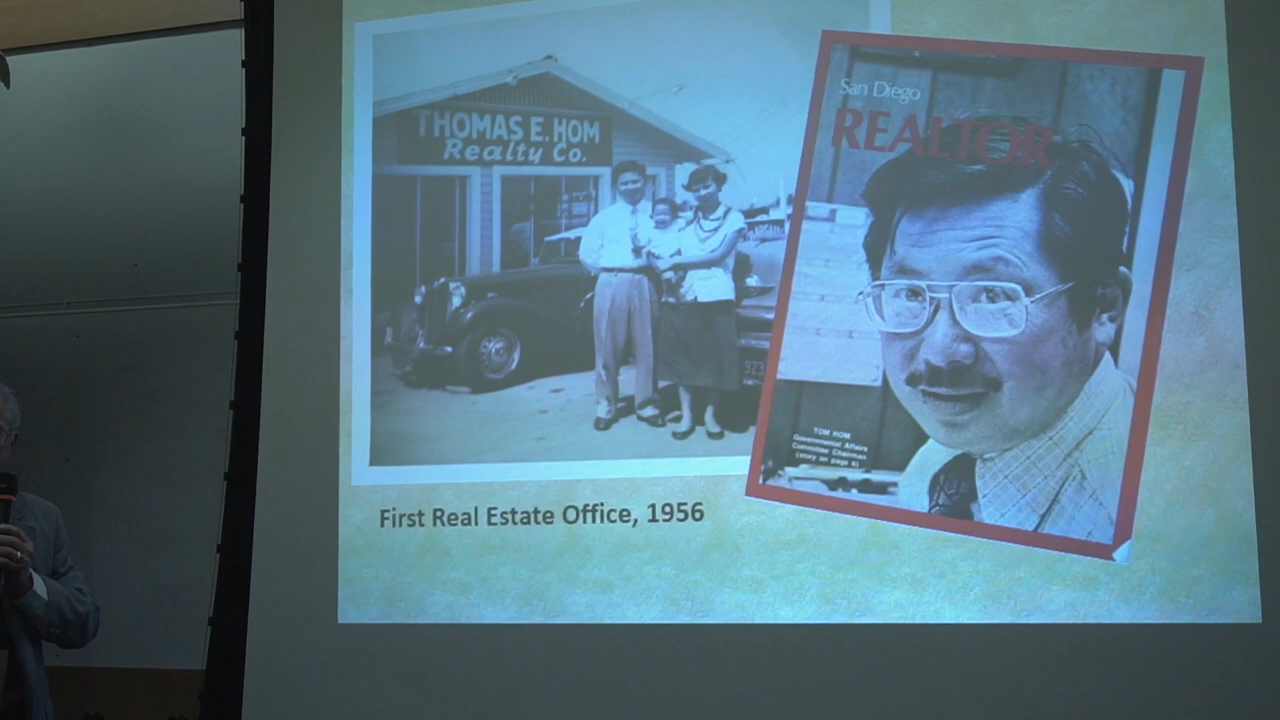 THOMAS E. HOM
Realty Co.
923
First Real Estate Office, 1956
San Diego
REALTOR
TOM HOM
Governmental Affairs
Committee Chairman
(story on page 6)